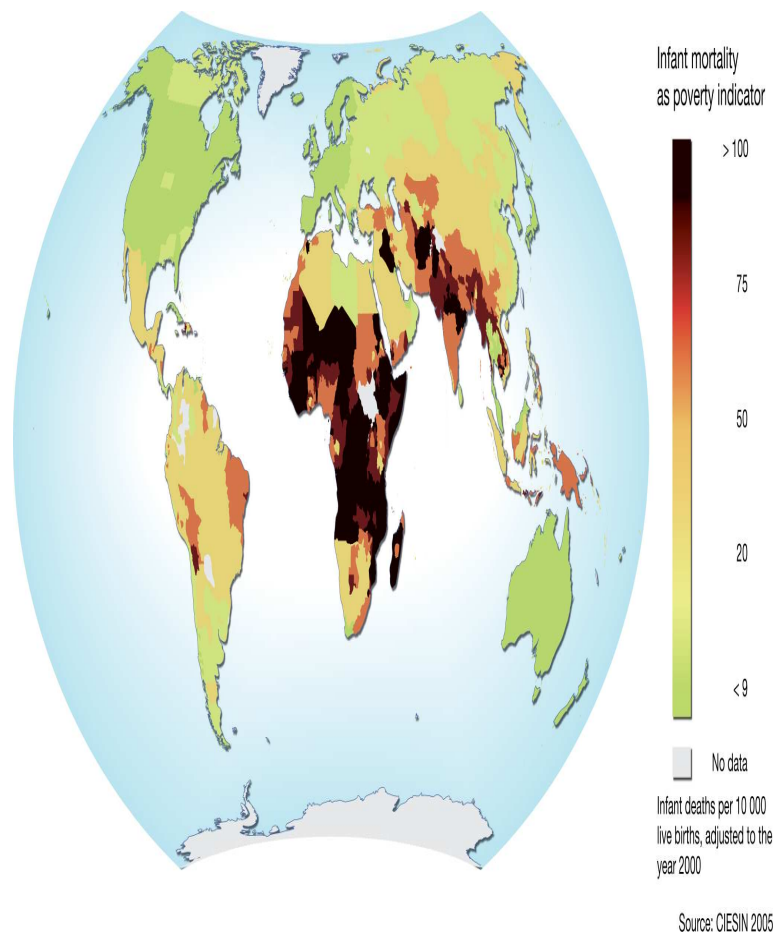 Infant mortality
as poverty indicator
> 100
75
50
20
< 9
No data
Infant deaths per 10 000
live births, adjusted to the
year 2000
Source: CIESIN 2005